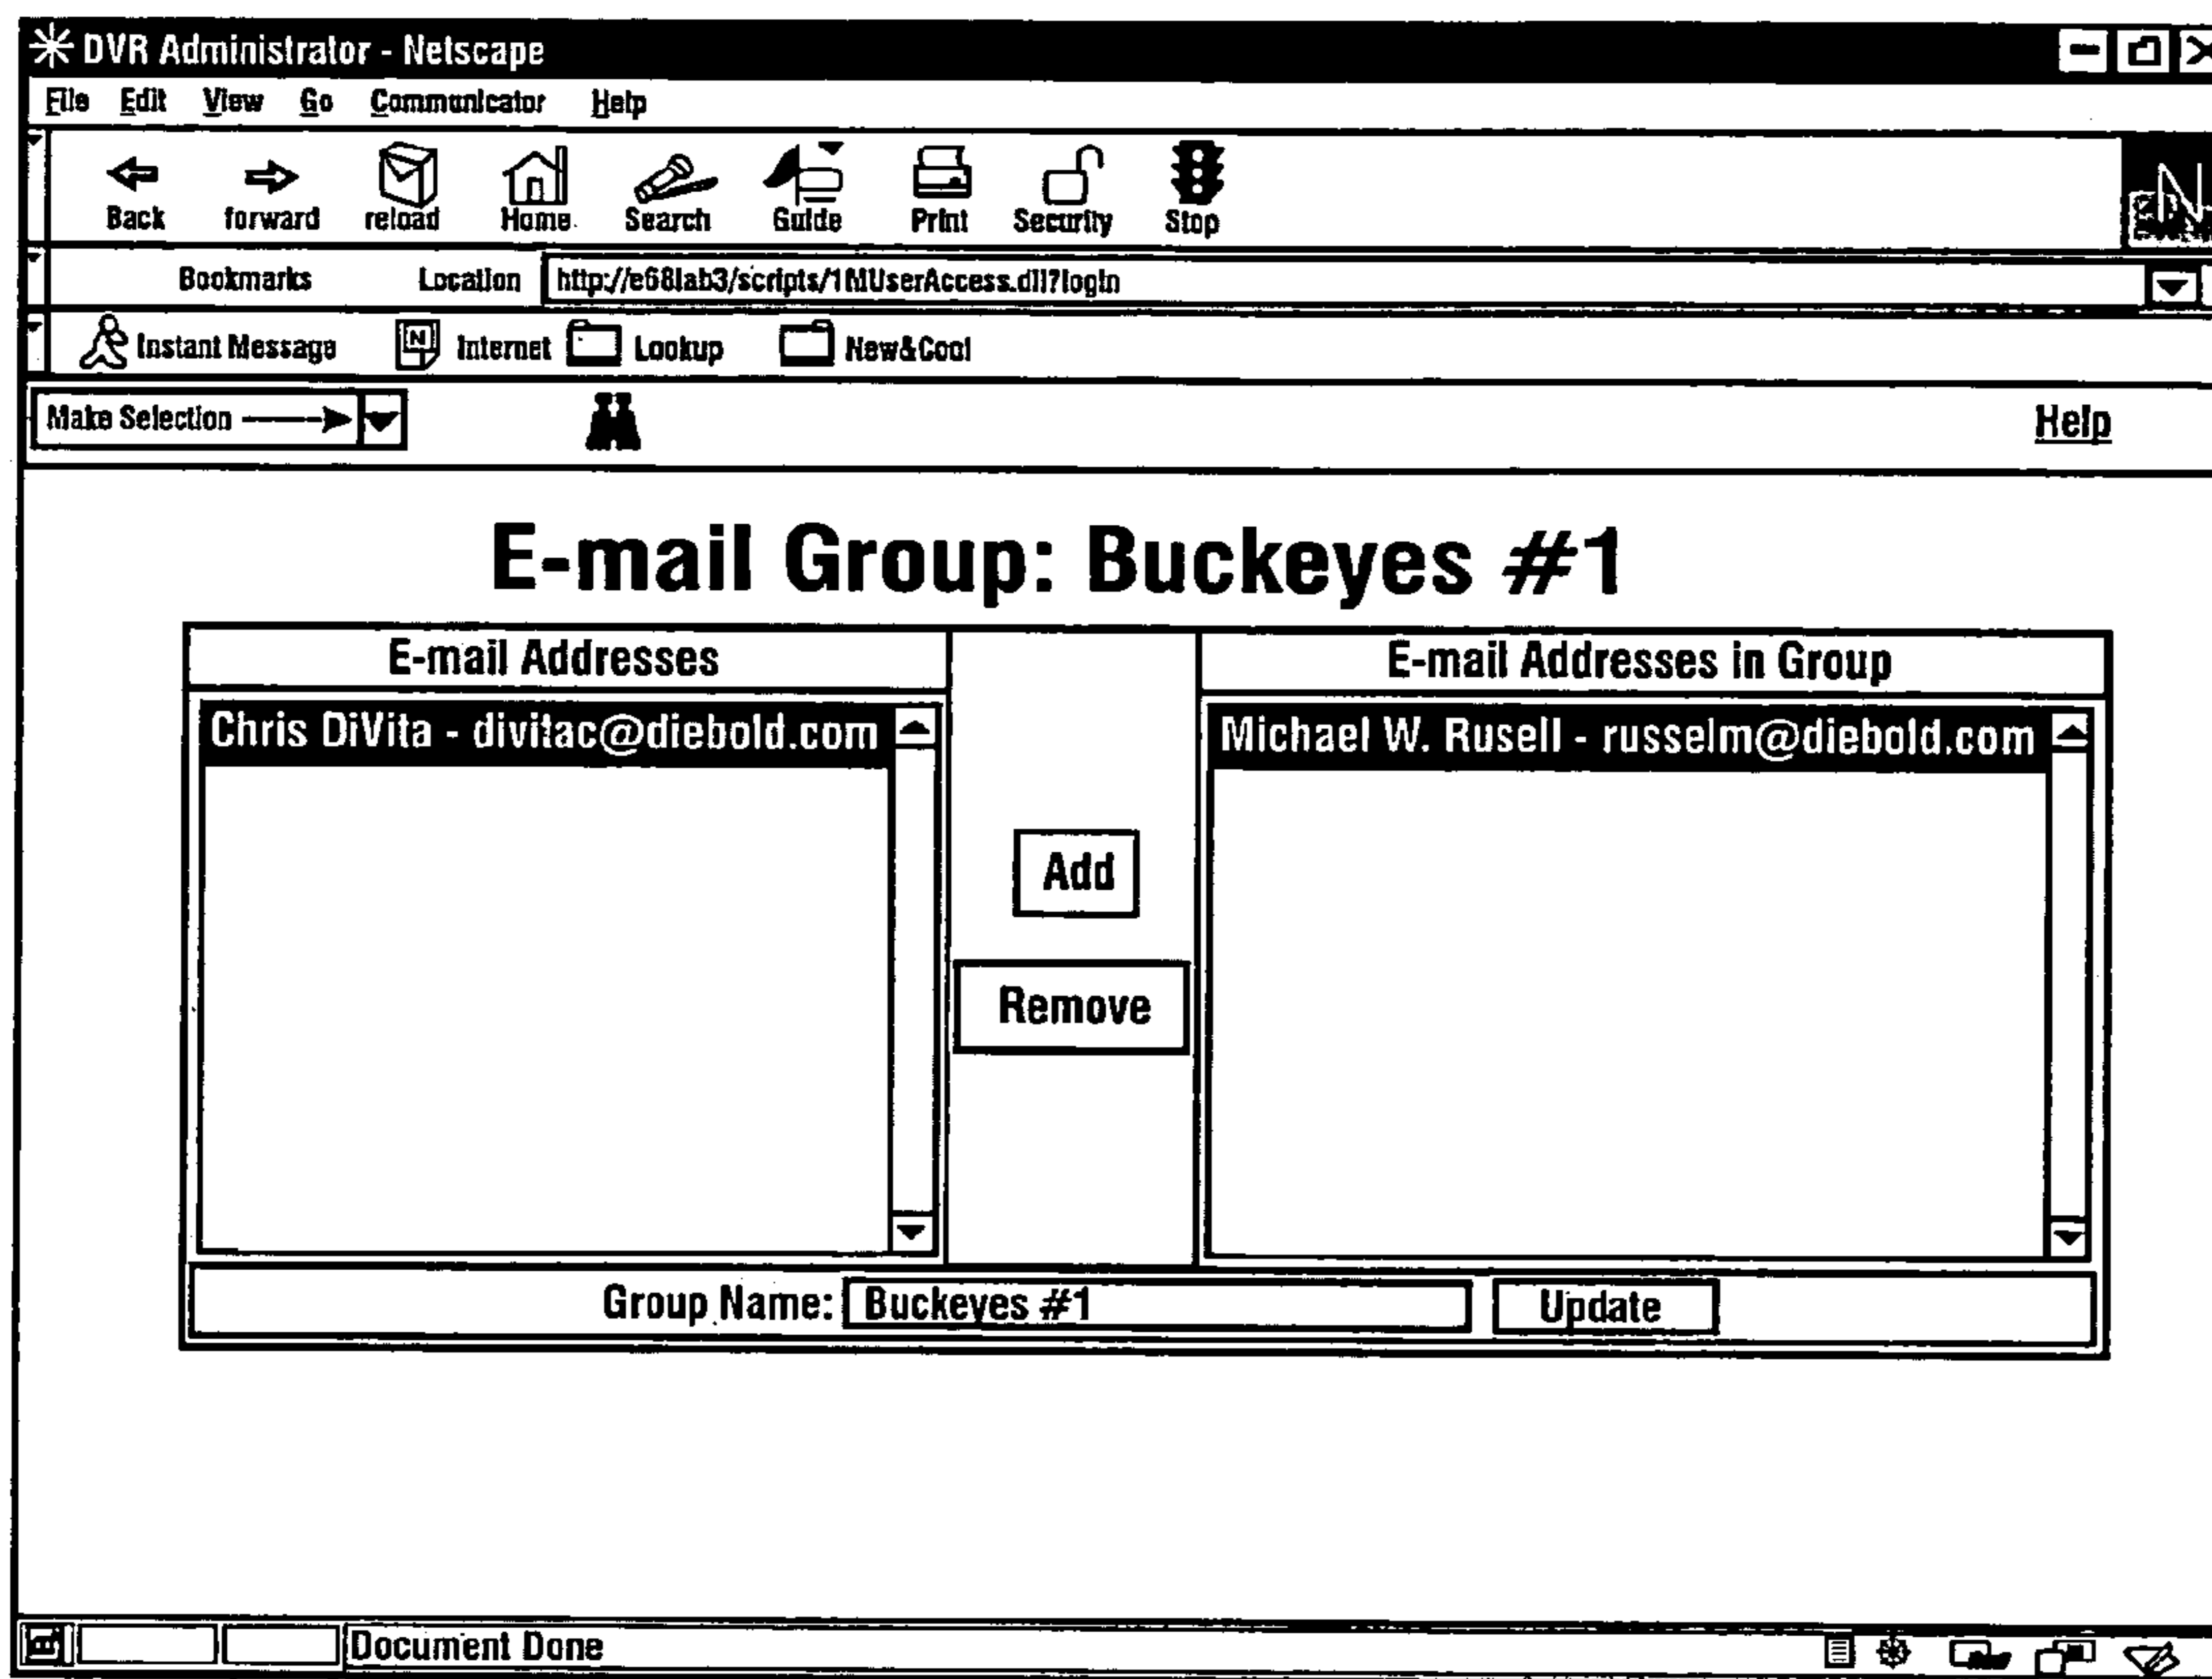 DVR Administrator - Netscape
File Edit View Go Communicator Help
Back forward reload Home Search Guide Print Security Stop
N
Bookmarks Location http://e68lab3/scripts/1MUserAccess.dll?login
Instant Message N Internet Lookup New&Cool
Make Selection Help
E-mail Group: Buckeyes #1
E-mail Addresses E-mail Addresses in Group
Chris DiVita - divitac@diebold.com Michael W. Rusell - russelm@diebold.com
Add
Remove
Group Name: Buckeyes #1 Update
Document Done